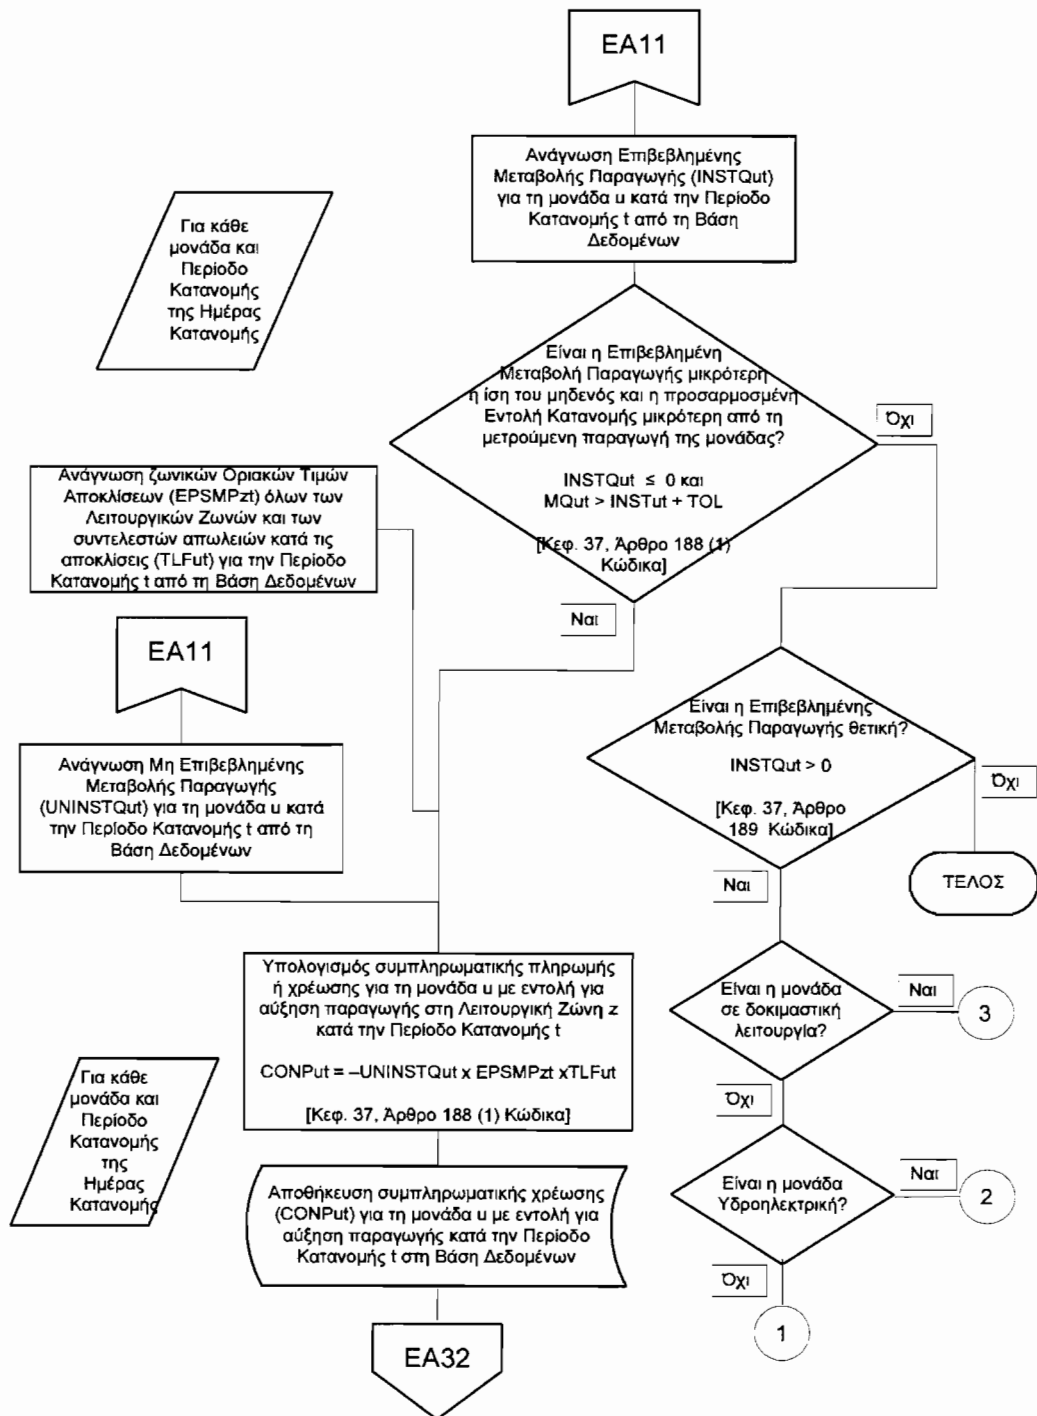 EA11
Ανάγνωση Επιβεβλημένης
Μεταβολής Παραγωγής (INSTQut)
για τη μονάδα u κατά την Περίοδο
Κατανομής t από τη Βάση
Δεδομένων
Για κάθε
μονάδα και
Περίοδο
Κατανομής
της Ημέρας
Κατανομής
Είναι η Επιβεβλημένη
Μεταβολή Παραγωγής μικρότερη
ή ίση του μηδενός και η προσαρμοσμένη
Εντολή Κατανομής μικρότερη από τη
μετρούμενη παραγωγή της μονάδας?
INSTQut ≤ 0 και
MQut > INSTut + TOL
[Κεφ. 37, Άρθρο 188 (1)
Κώδικα]
Όχι
Ναι
Ανάγνωση ζωνικών Οριακών Τιμών
Αποκλίσεων (EPSMPzt) όλων των
Λειτουργικών Ζωνών και των
συντελεστών απωλειών κατά τις
αποκλίσεις (TLFut) για την Περίοδο
Κατανομής t από τη Βάση Δεδομένων
EA11
Ανάγνωση Μη Επιβεβλημένης
Μεταβολής Παραγωγής
(UNINSTQut) για τη μονάδα u κατά
την Περίοδο Κατανομής t από τη
Βάση Δεδομένων
Είναι η Επιβεβλημένης
Μεταβολής Παραγωγής θετική?
INSTQut > 0
[Κεφ. 37, Άρθρο
189 Κώδικα]
Όχι
ΤΕΛΟΣ
Ναι
Υπολογισμός συμπληρωματικής πληρωμής
ή χρέωσης για τη μονάδα u με εντολή για
αύξηση παραγωγής στη Λειτουργική Ζώνη z
κατά την Περίοδο Κατανομής t
CONPut = –UNINSTQut x EPSMPzt xTLFut
[Κεφ. 37, Άρθρο 188 (1) Κώδικα]
Είναι η μονάδα
σε δοκιμαστική
λειτουργία?
Ναι
3
Όχι
Για κάθε
μονάδα και
Περίοδο
Κατανομής
της
Ημέρας
Κατανομής
Αποθήκευση συμπληρωματικής χρέωσης
(CONPut) για τη μονάδα u με εντολή για
αύξηση παραγωγής κατά την Περίοδο
Κατανομής t στη Βάση Δεδομένων
Είναι η μονάδα
Υδροηλεκτρική?
Ναι
2
Όχι
1
EA32